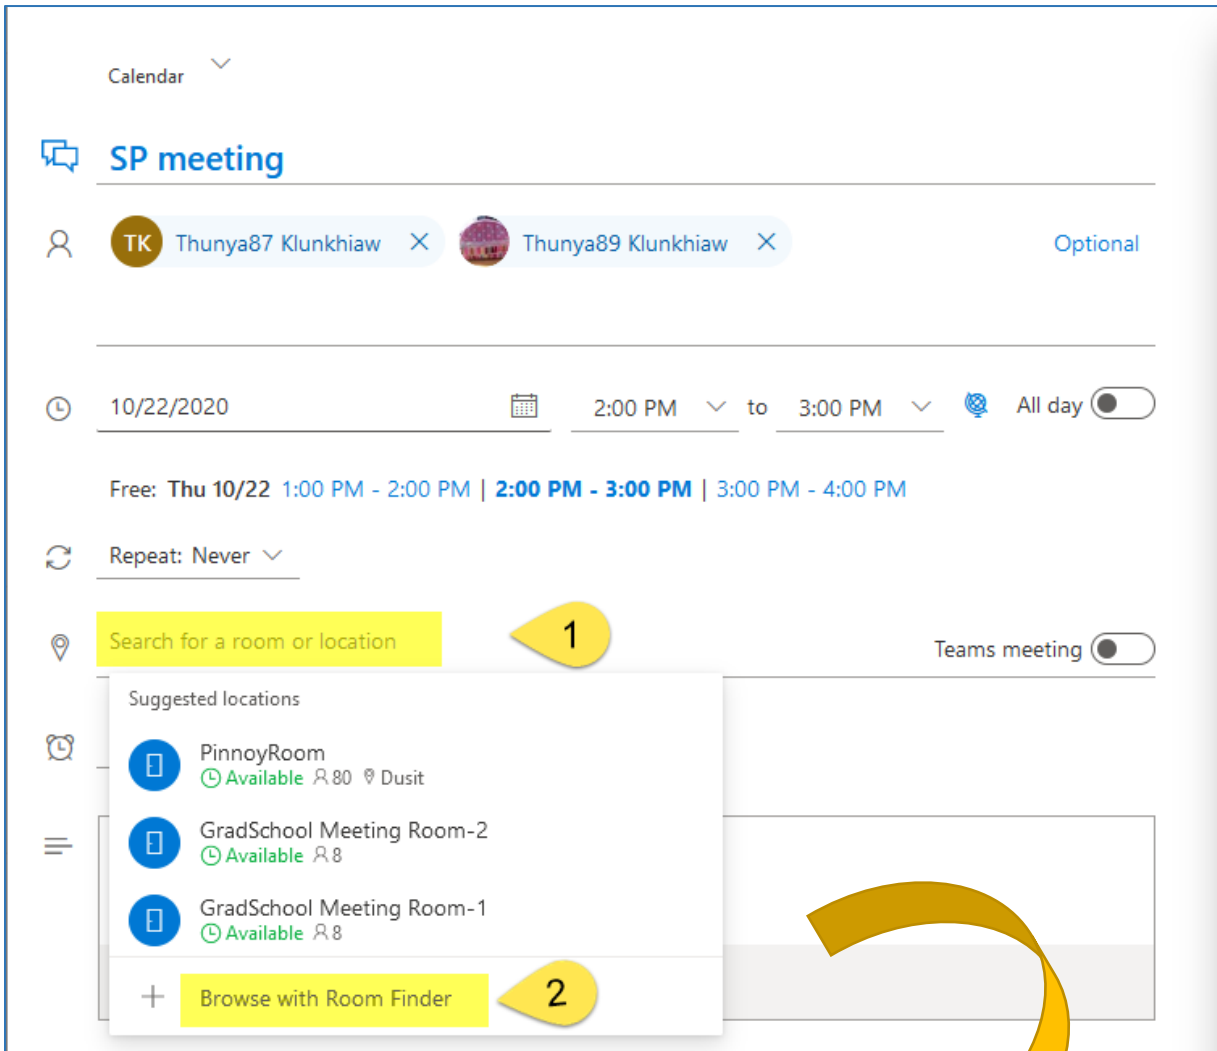 Calendar
SP meeting
TK Thunya87 Klunkhiaw Thunya89 Klunkhiaw Optional
10/22/2020 2:00 PM to 3:00 PM All day
Free: Thu 10/22 1:00 PM - 2:00 PM | 2:00 PM - 3:00 PM | 3:00 PM - 4:00 PM
Repeat: Never
Search for a room or location 1 Teams meeting
Suggested locations
PinnoyRoom
Available 80 Dusit
GradSchool Meeting Room-2
Available 8
GradSchool Meeting Room-1
Available 8
Browse with Room Finder 2